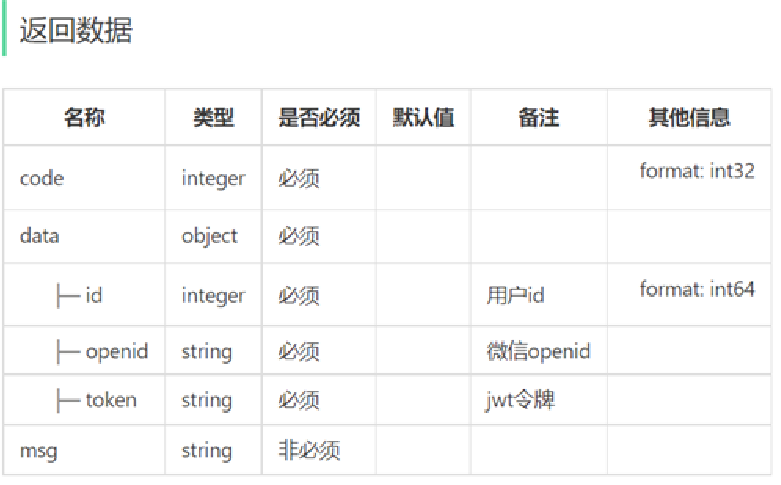 返回数据
名称 类型 是否必须 默认值 备注 其他信息
code integer 必须 format: int32
data object 必须
├─ id integer 必须 用户id format: int64
├─ openid string 必须 微信openid
├─ token string 必须 jwt令牌
msg string 非必须